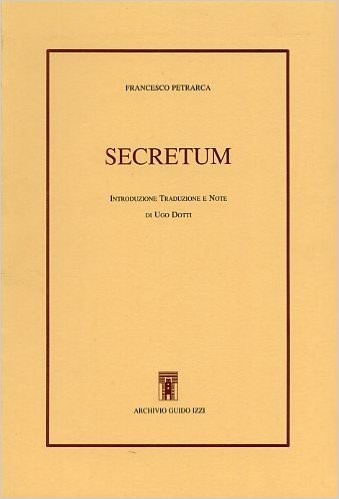 FRANCESCO PETRARCA
SECRETUM
INTRODUZIONE TRADUZIONE E NOTE
DI UGO DOTTI
ARCHIVIO GUIDO IZZI